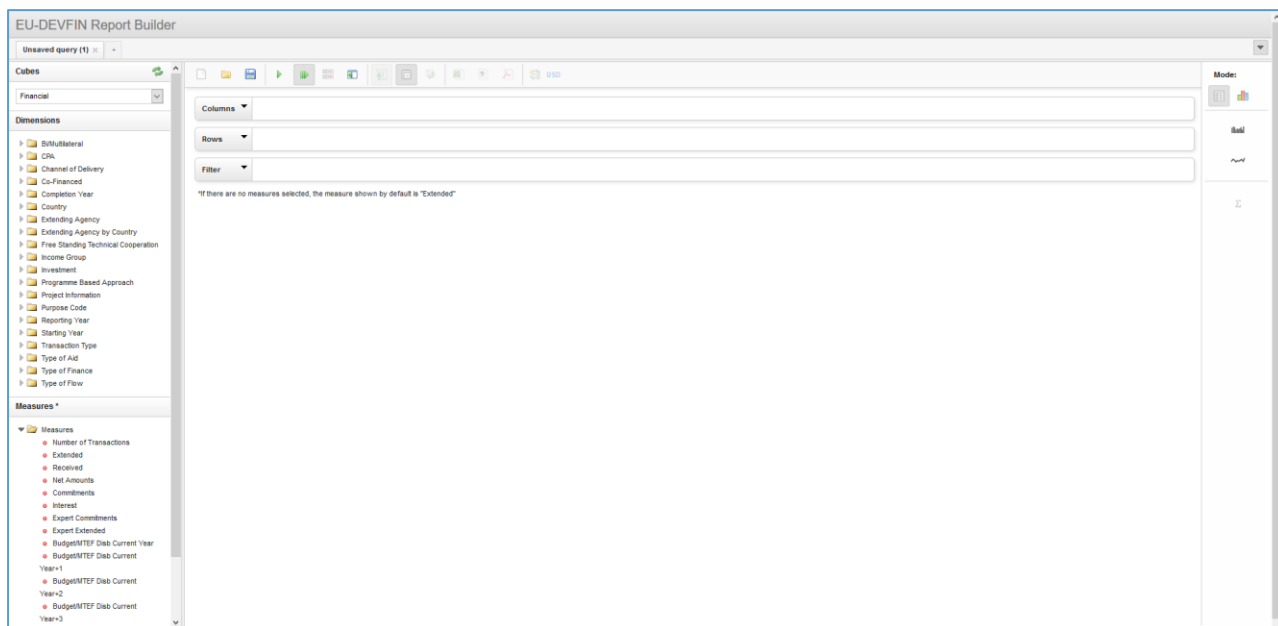 EU-DEVFIN Report Builder
Unsaved query (1)
Cubes
Financial
Dimensions
Bi/Multilateral
CPA
Channel of Delivery
Co-Financed
Completion Year
Country
Extending Agency
Extending Agency by Country
Free Standing Technical Cooperation
Income Group
Investment
Programme Based Approach
Project Information
Purpose Code
Reporting Year
Starting Year
Transaction Type
Type of Aid
Type of Finance
Type of Flow
Measures *
Measures
Number of Transactions
Extended
Received
Net Amounts
Commitments
Interest
Expert Commitments
Expert Extended
Budget/MTEF Disb Current Year
Budget/MTEF Disb Current
Year+1
Budget/MTEF Disb Current
Year+2
Budget/MTEF Disb Current
Year+3
USD
Columns
Rows
Filter
*If there are no measures selected, the measure shown by default is "Extended"
Mode:
Σ